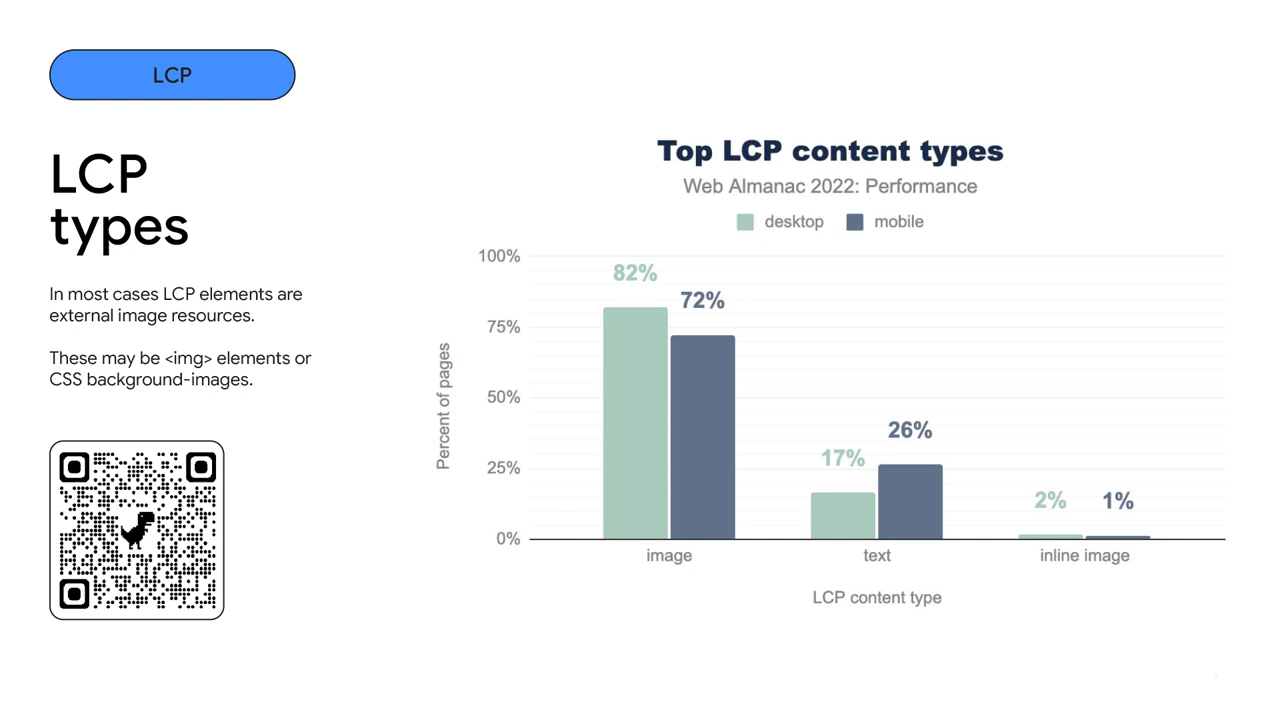 LCP
LCP
types
In most cases LCP elements are
external image resources.
These may be <img> elements or
CSS background-images.
Top LCP content types
Web Almanac 2022: Performance
desktop
mobile
Percent of pages
100%
75%
50%
25%
0%
82%
72%
17%
26%
2%
1%
image
text
inline image
LCP content type